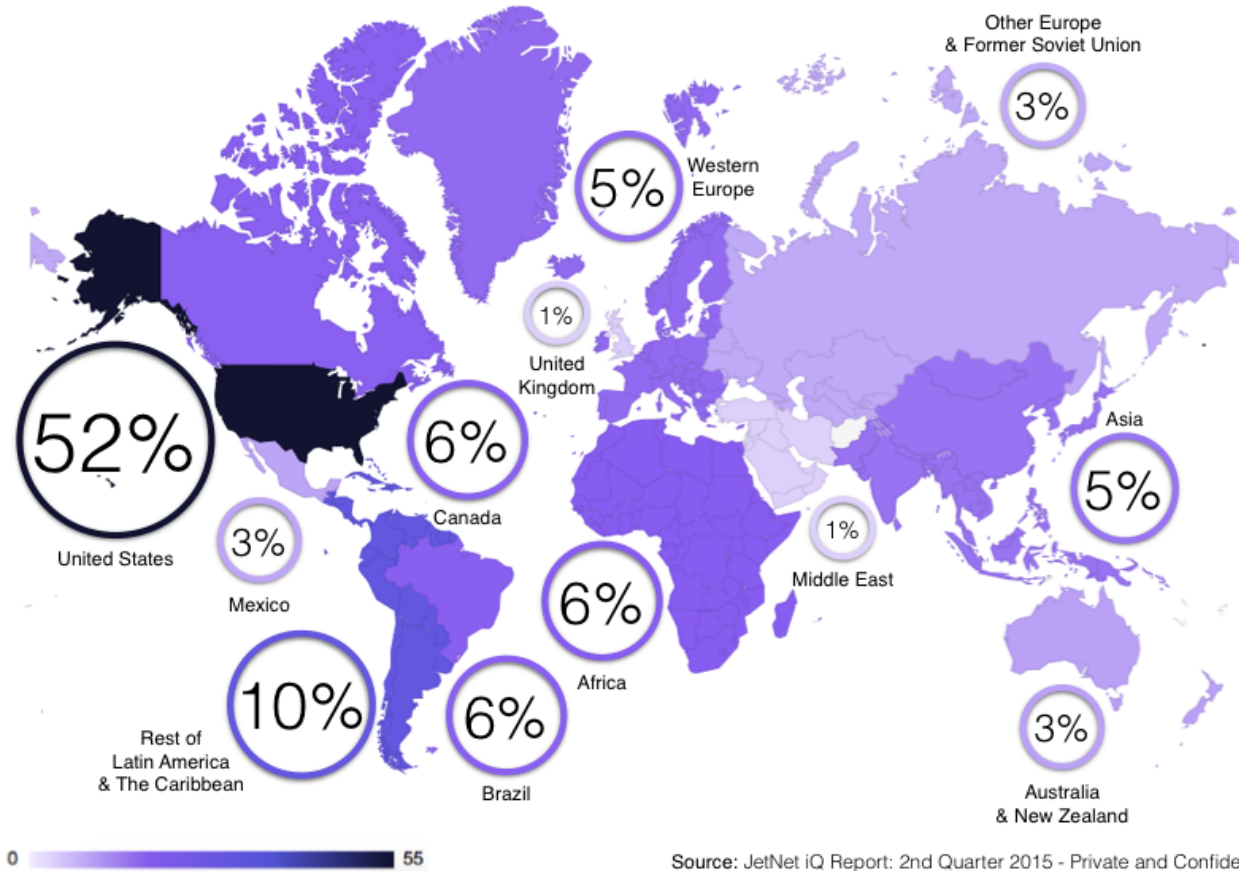 Other Europe
& Former Soviet Union
3%
5%
Western
Europe
1%
United
Kingdom
52%
United States
6%
Canada
3%
Mexico
Asia
5%
1%
Middle East
6%
Africa
10%
Rest of
Latin America
& The Caribbean
6%
Brazil
3%
Australia
& New Zealand
0
55
Source: JetNet iQ Report: 2nd Quarter 2015 - Private and Confide